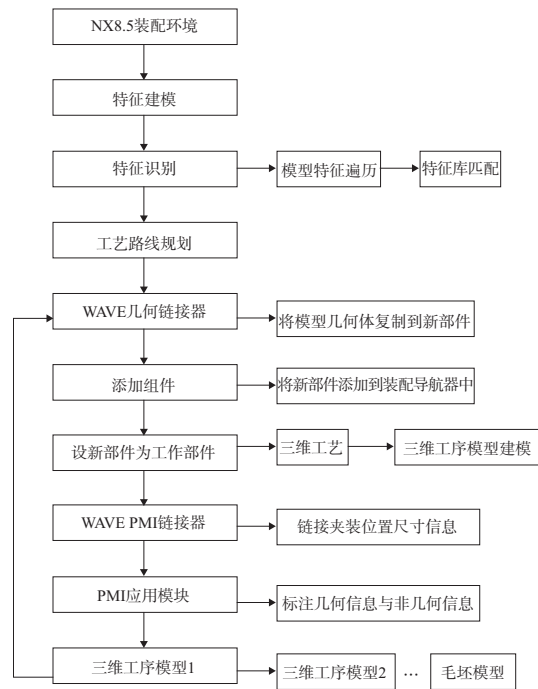 NX8.5装配环境
特征建模
特征识别
模型特征遍历
特征库匹配
工艺路线规划
WAVE几何链接器
将模型几何体复制到新部件
添加组件
将新部件添加到装配导航器中
设新部件为工作部件
三维工艺
三维工序模型建模
WAVE PMI链接器
链接夹装位置尺寸信息
PMI应用模块
标注几何信息与非几何信息
三维工序模型1
三维工序模型2
…
毛坯模型